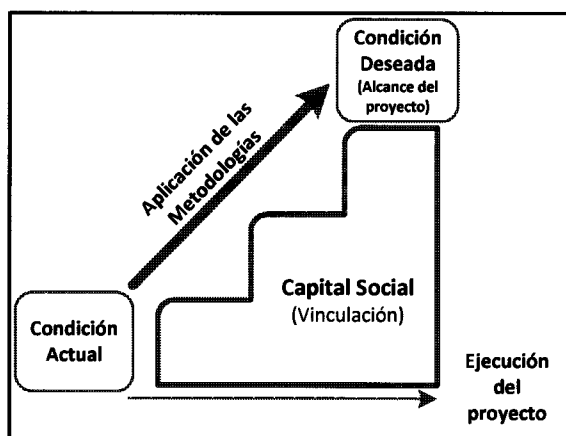 Condición
Deseada
(Alcance del
proyecto)
Aplicación de las
Metodologías
Capital Social
(Vinculación)
Condición
Actual
Ejecución
del
proyecto